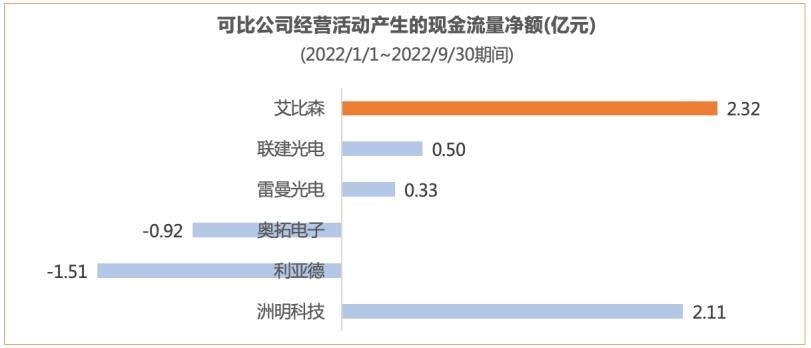 可比公司经营活动产生的现金流量净额(亿元)
(2022/1/1~2022/9/30期间)
艾比森 2.32
联建光电 0.50
雷曼光电 0.33
-0.92 奥拓电子
-1.51 利亚德
洲明科技 2.11